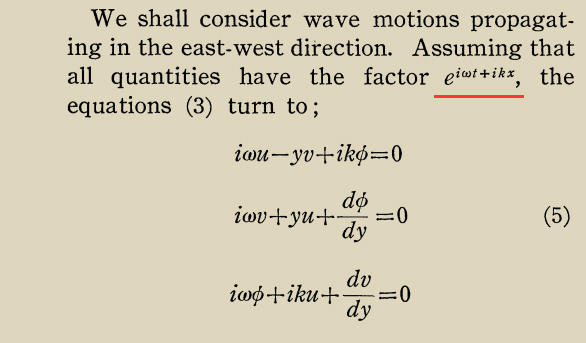 We shall consider wave motions propagat-
ing in the east-west direction. Assuming that
all quantities have the factor e^{iωt+ikx}, the
equations (3) turn to;
iωu−yv+ikϕ=0
iωv+yu+\frac{dϕ}{dy}=0 (5)
iωϕ+iku+\frac{dv}{dy}=0